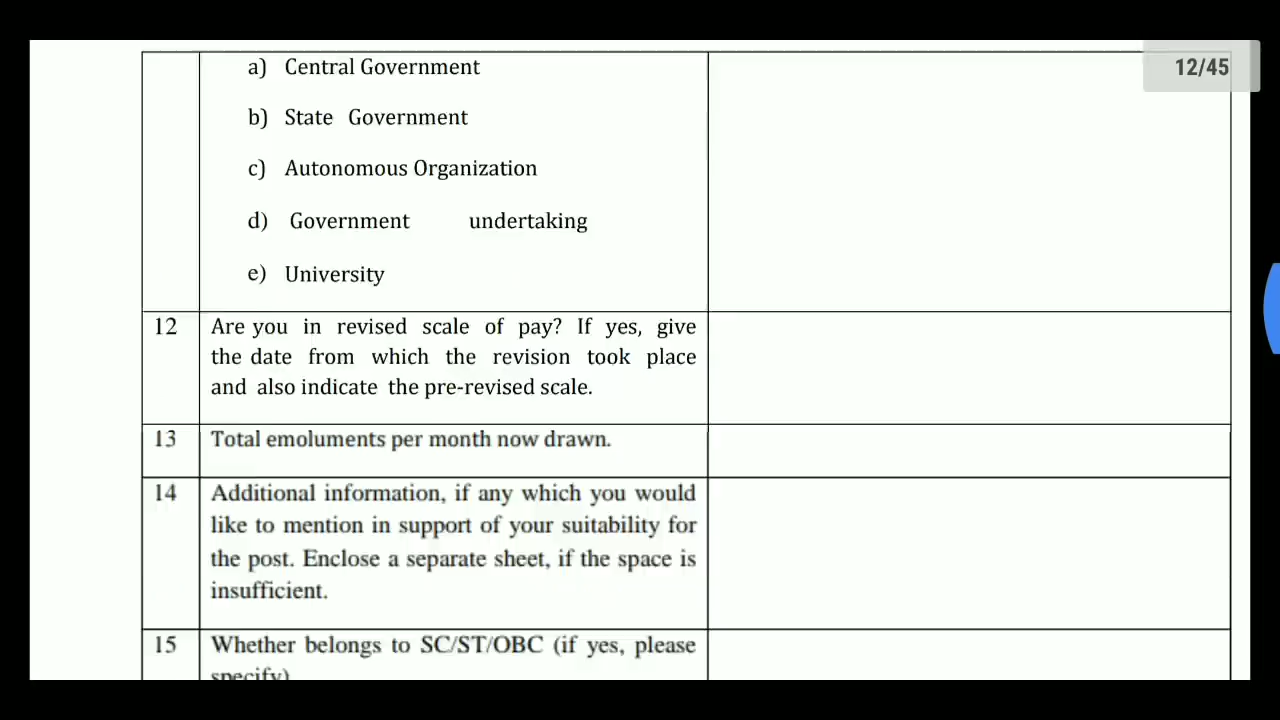 12/45
a) Central Government
b) State Government
c) Autonomous Organization
d) Government undertaking
e) University
12 Are you in revised scale of pay? If yes, give
the date from which the revision took place
and also indicate the pre-revised scale.
13 Total emoluments per month now drawn.
14 Additional information, if any which you would
like to mention in support of your suitability for
the post. Enclose a separate sheet, if the space is
insufficient.
15 Whether belongs to SC/ST/OBC (if yes, please
specify)